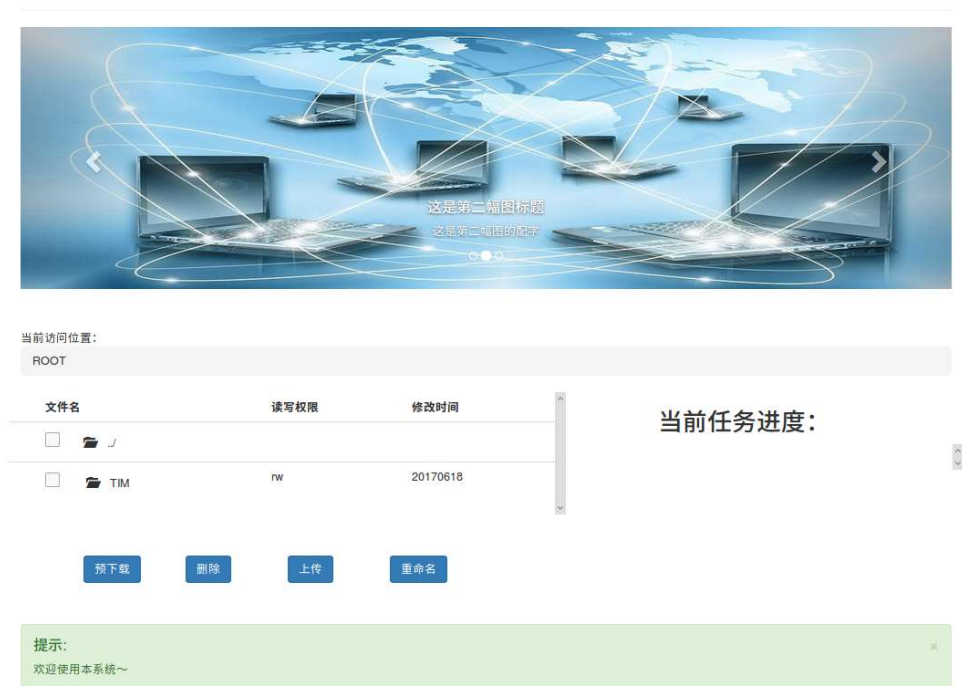 这是第二幅图标题
这是第二幅图的配字
当前访问位置：
ROOT
文件名 读写权限 修改时间
../
TIM rw 20170618
当前任务进度：
预下载 删除 上传 重命名
提示:
欢迎使用本系统～